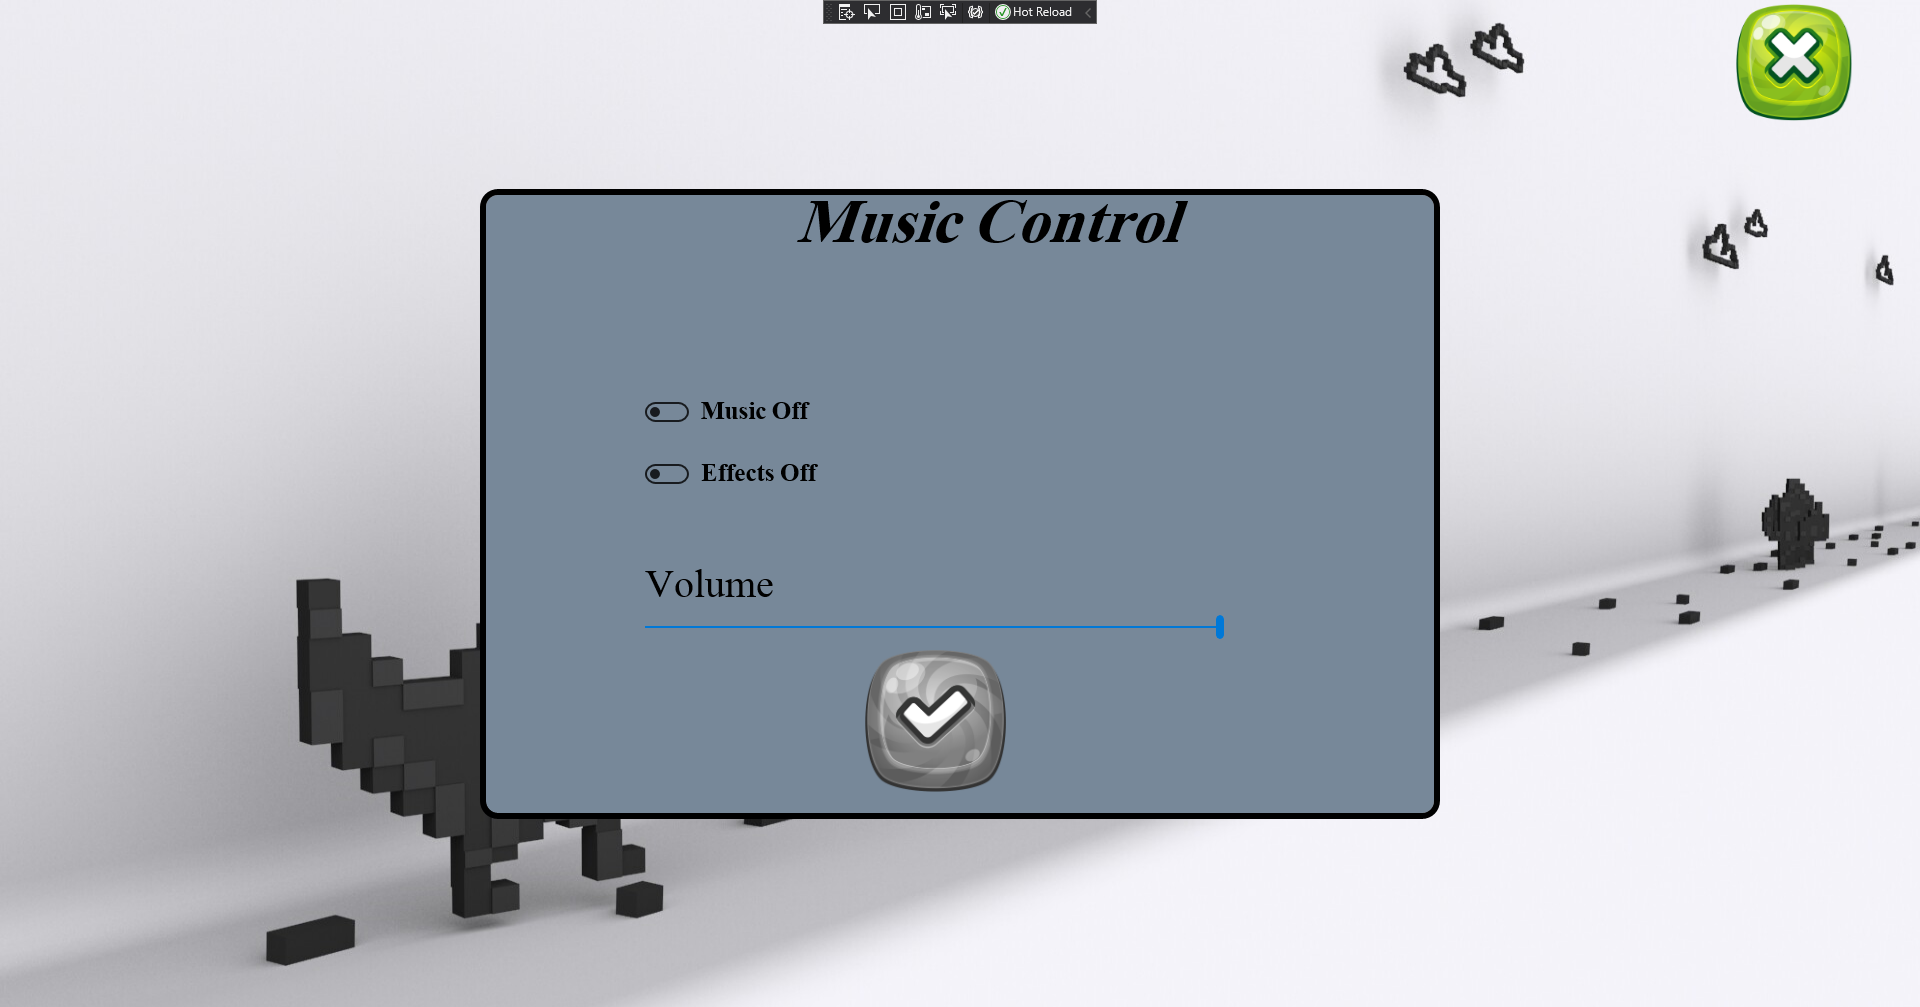 Hot Reload
Music Control
Music Off
Effects Off
Volume